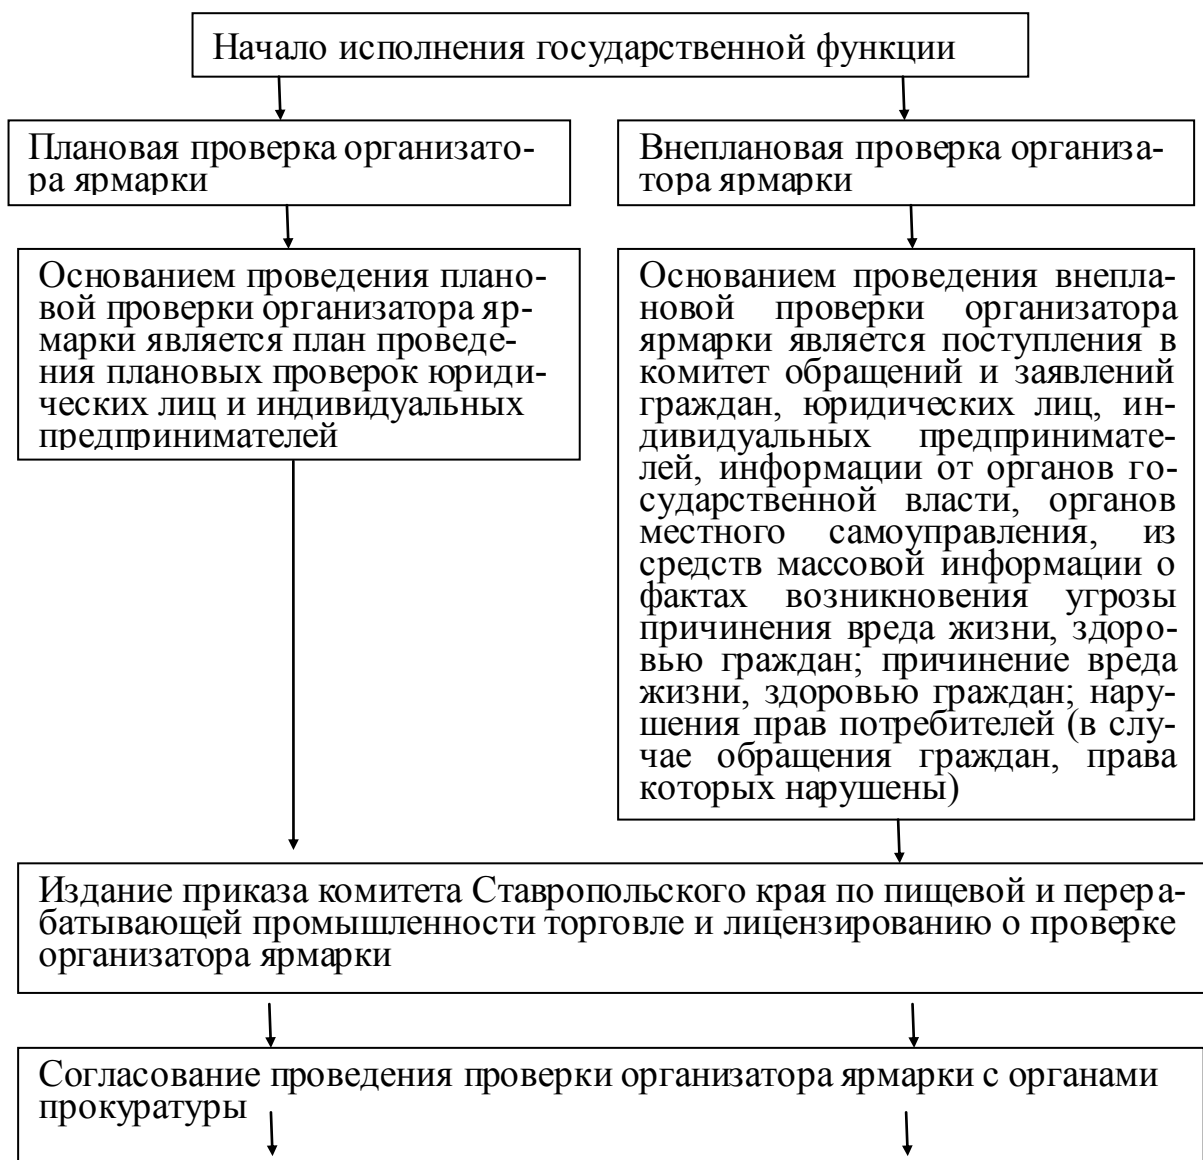 Начало исполнения государственной функции
Плановая проверка организато-
ра ярмарки
Внеплановая проверка организа-
тора ярмарки
Основанием проведения плано-
вой проверки организатора яр-
марки является план проведе-
ния плановых проверок юриди-
ческих лиц и индивидуальных
предпринимателей
Основанием проведения внепла-
новой проверки организатора
ярмарки является поступления в
комитет обращений и заявлений
граждан, юридических лиц, ин-
дивидуальных предпринимате-
лей, информации от органов го-
сударственной власти, органов
местного самоуправления, из
средств массовой информации о
фактах возникновения угрозы
причинения вреда жизни, здоро-
вью граждан; причинение вреда
жизни, здоровью граждан; нару-
шения прав потребителей (в слу-
чае обращения граждан, права
которых нарушены)
Издание приказа комитета Ставропольского края по пищевой и перера-
батывающей промышленности торговле и лицензированию о проверке
организатора ярмарки
Согласование проведения проверки организатора ярмарки с органами
прокуратуры